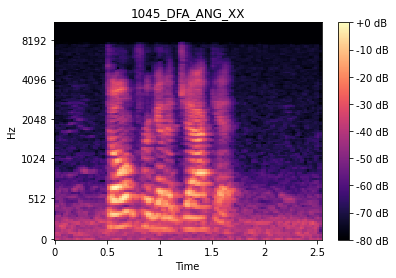 1045_DFA_ANG_XX
8192
4096
2048
1024
512
0
Hz
0
0.5
1
1.5
2
2.5
Time
+0 dB
-10 dB
-20 dB
-30 dB
-40 dB
-50 dB
-60 dB
-70 dB
-80 dB